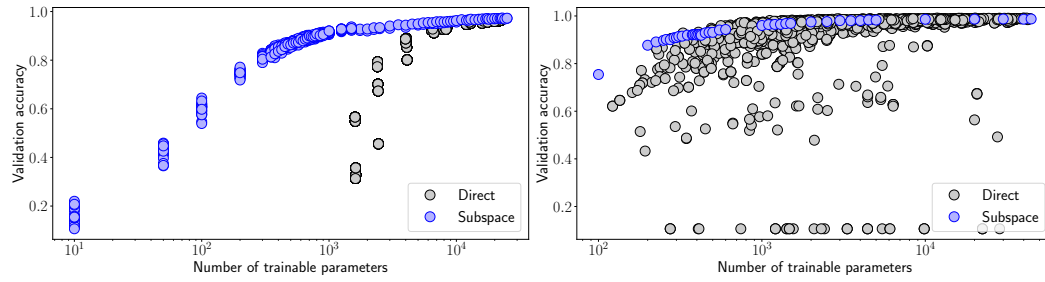 1.0
0.8
0.6
0.4
0.2
Validation accuracy
10^1
10^2
10^3
10^4
Number of trainable parameters
Direct
Subspace
1.0
0.8
0.6
0.4
0.2
Validation accuracy
10^2
10^3
10^4
Number of trainable parameters
Direct
Subspace